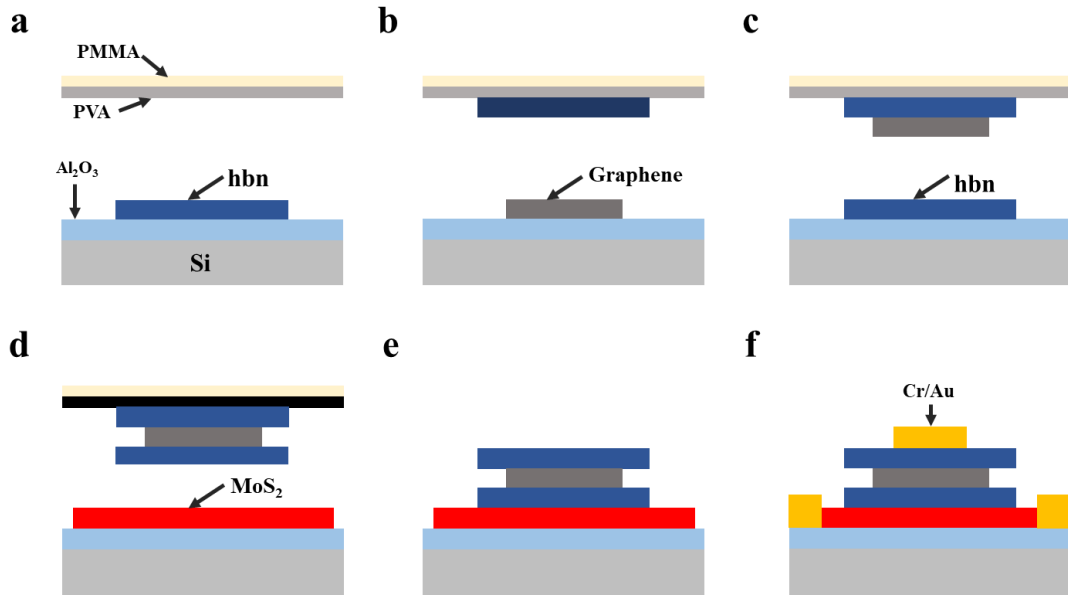 a
b
c
PMMA
PVA
Al₂O₃
hbn
Graphene
hbn
Si
d
e
f
Cr/Au
MoS₂